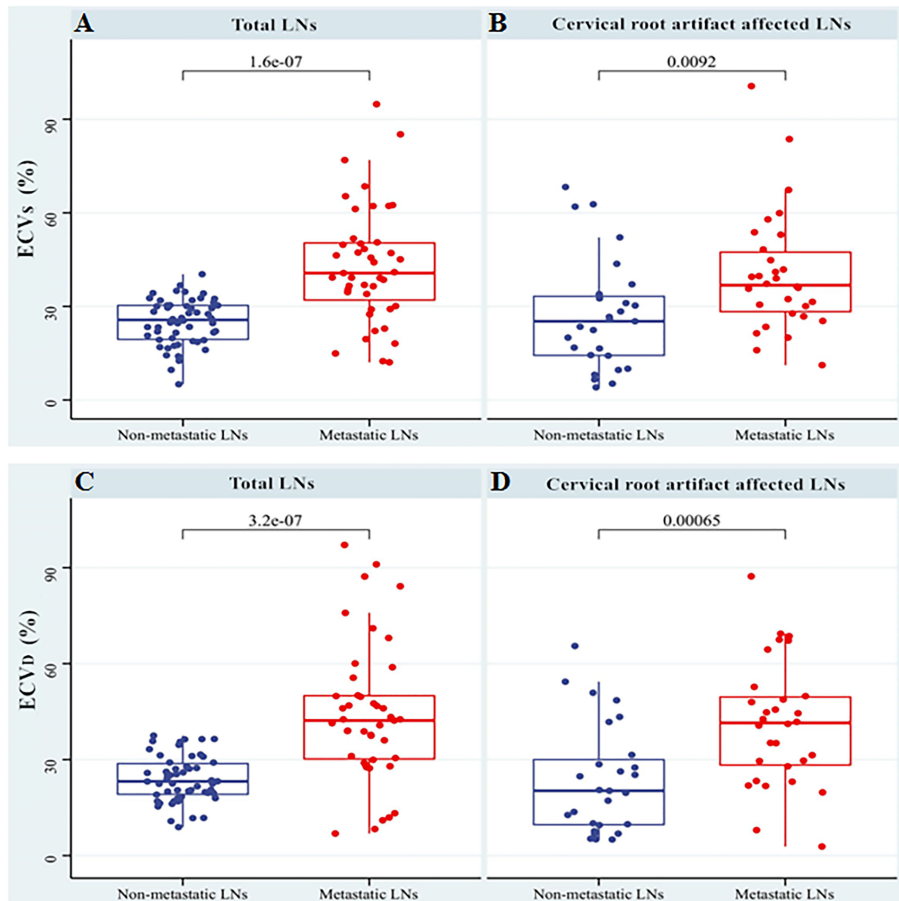 A Total LNs
B Cervical root artifact affected LNs
1.6e-07
0.0092
ECVs (%)
90
60
30
0
Non-metastatic LNs Metastatic LNs
Non-metastatic LNs Metastatic LNs
C Total LNs
D Cervical root artifact affected LNs
3.2e-07
0.00065
ECVD (%)
90
60
30
0
Non-metastatic LNs Metastatic LNs
Non-metastatic LNs Metastatic LNs